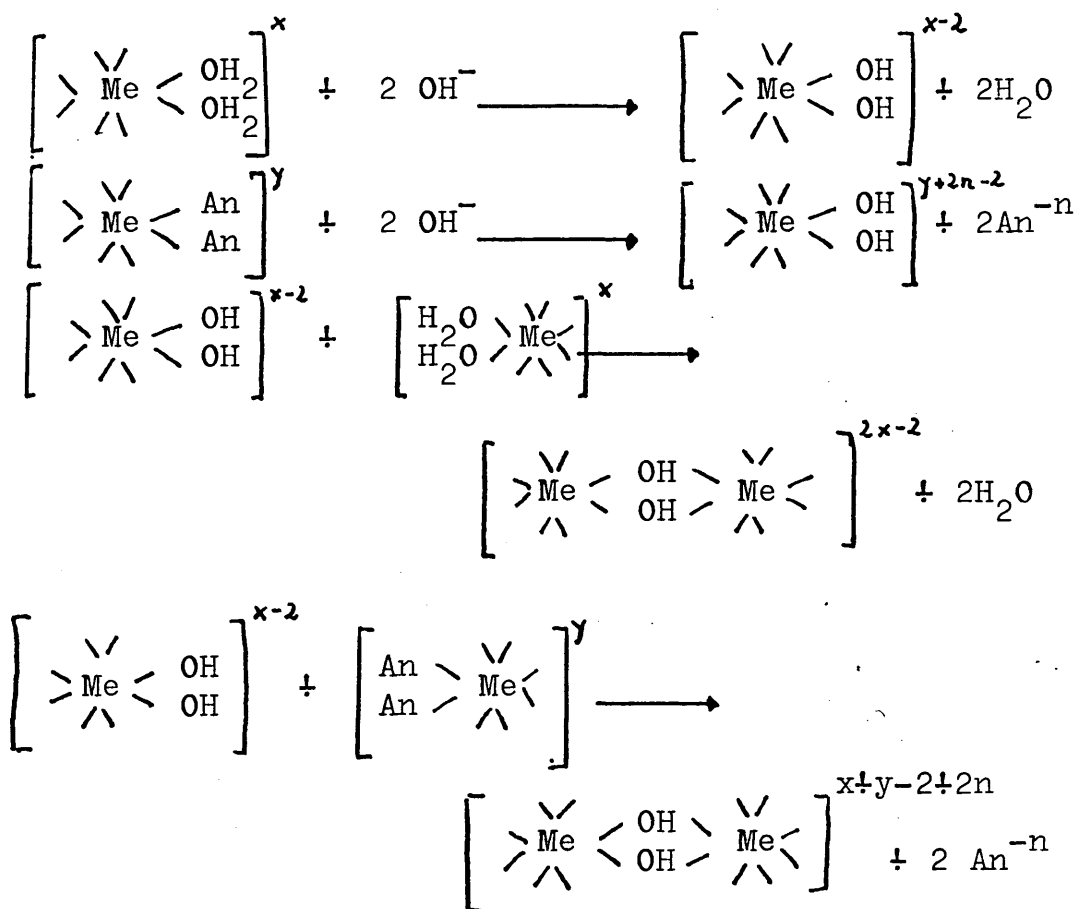 [Me OH₂ OH₂]ˣ + 2 OH⁻ → [Me OH OH]ˣ⁻² + 2H₂O
[Me An An]ʸ + 2 OH⁻ → [Me OH OH]ʸ⁺²ⁿ⁻² + 2An⁻ⁿ
[Me OH OH]ˣ⁻² + [H₂O H₂O Me]ˣ →
[Me OH OH Me]²ˣ⁻² + 2H₂O
[Me OH OH]ˣ⁻² + [An An Me]ʸ →
[Me OH OH Me]ˣ⁺ʸ⁻²⁺²ⁿ + 2 An⁻ⁿ